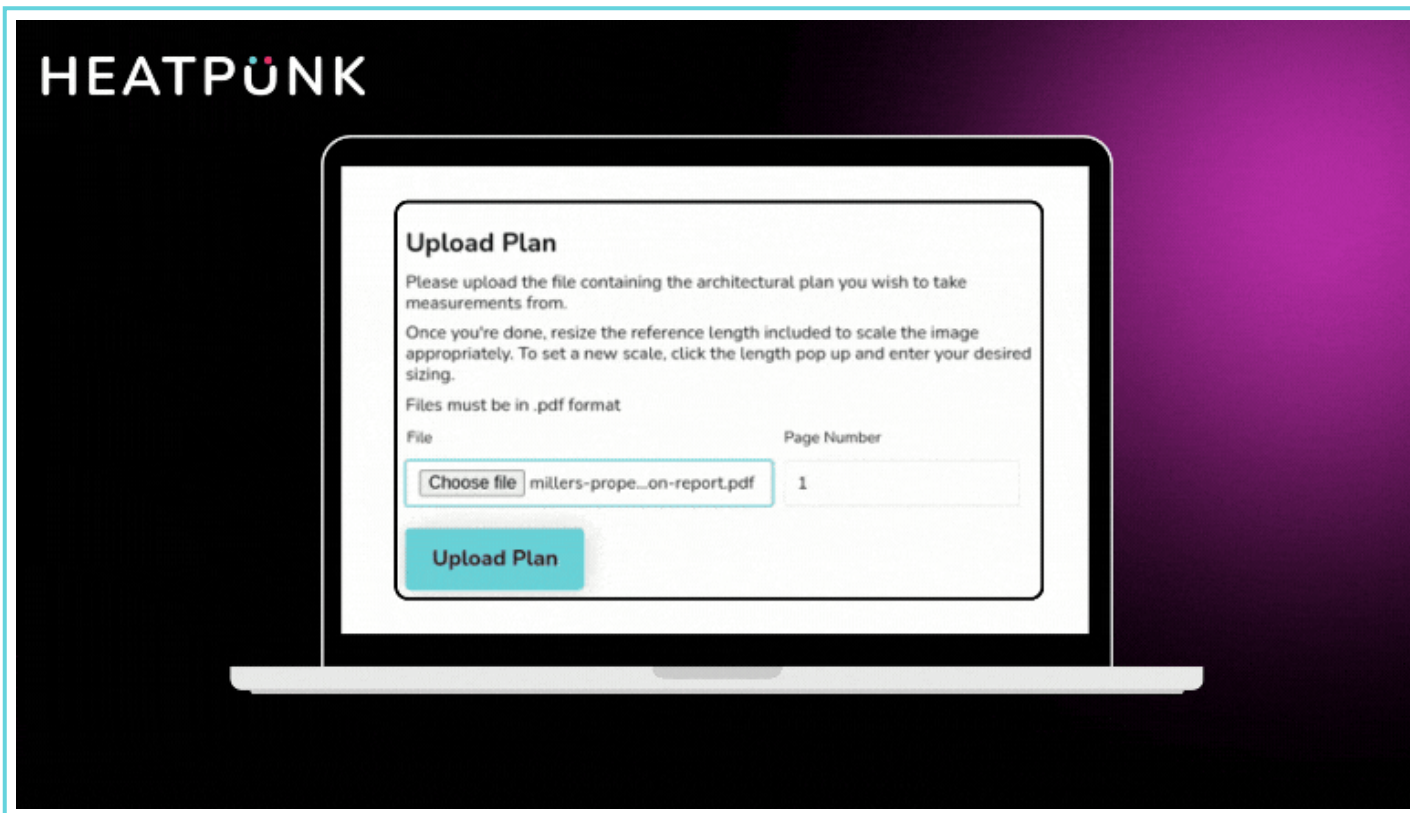 HEATPÜNK
Upload Plan
Please upload the file containing the architectural plan you wish to take
measurements from.
Once you're done, resize the reference length included to scale the image
appropriately. To set a new scale, click the length pop up and enter your desired
sizing.
Files must be in .pdf format
File
Page Number
Choose file millers-prope...on-report.pdf
1
Upload Plan